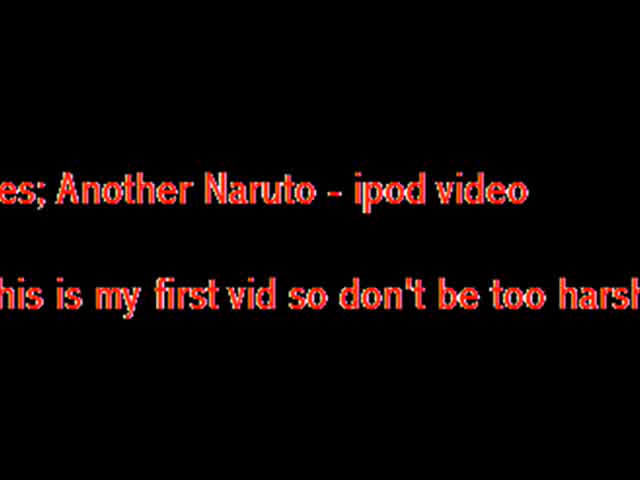 es; Another Naruto - ipod video
his is my first vid so don't be too harsh